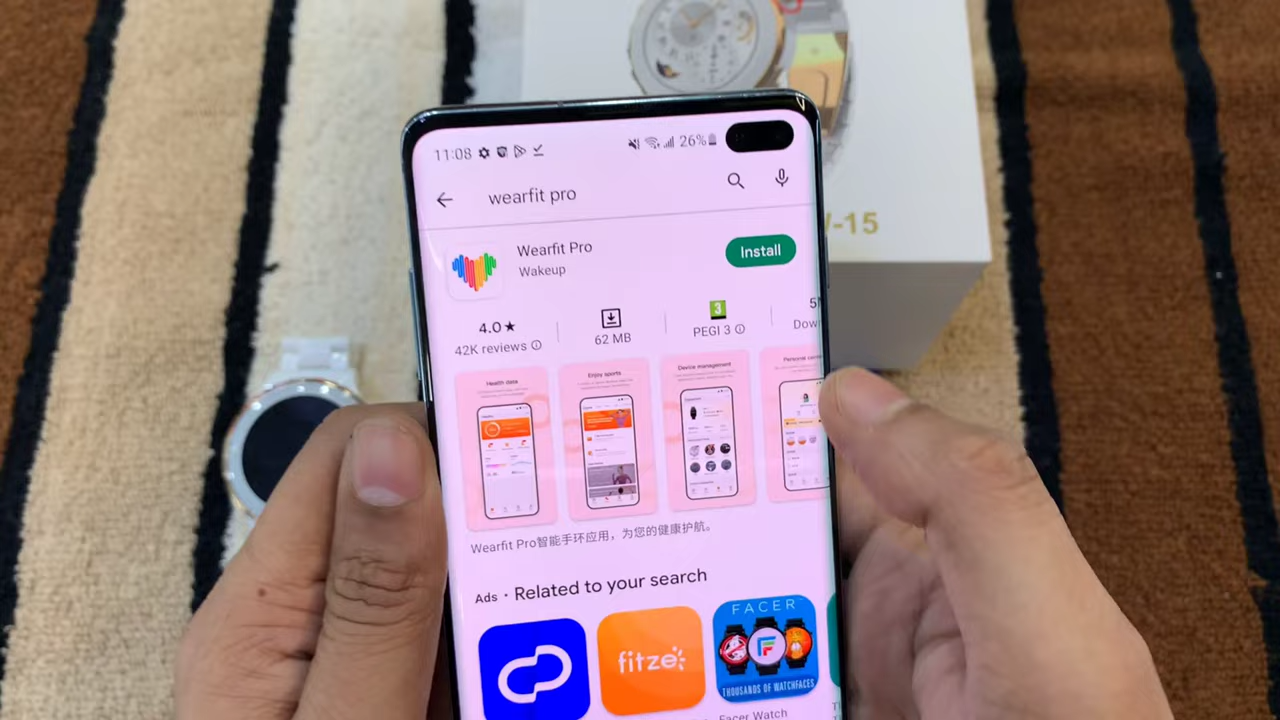 11:08
26%
wearfit pro
-15
Wearfit Pro
Install
Wakeup
4.0★
42K reviews
62 MB
3
PEGI 3
Health data
Enjoy sports
Device management
Wearfit Pro智能手环应用，为您的健康护航。
Ads • Related to your search
fitze
FACER
THOUSANDS OF WATCHFACES
Facer Watch